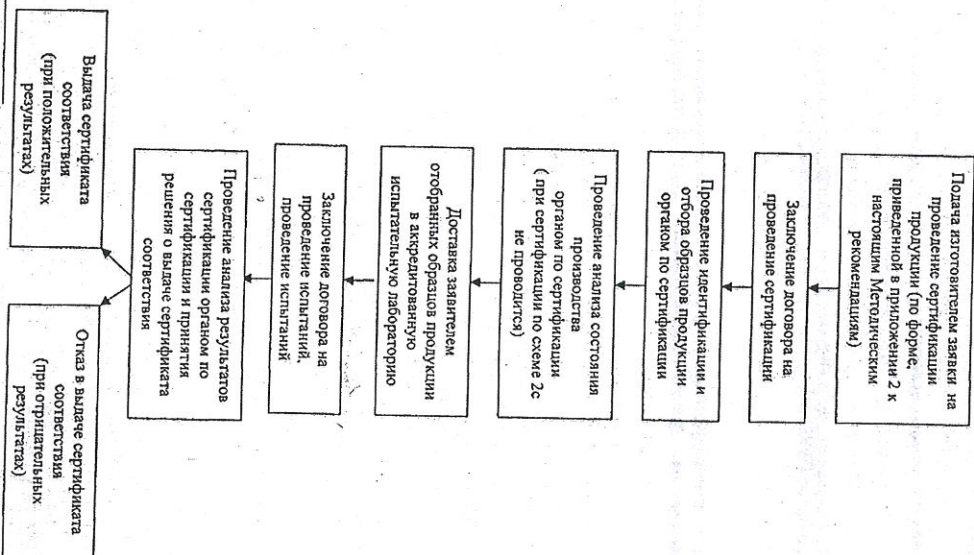 Подача изготовителем заявки на
проведение сертификации
продукции (по форме,
приведенной в приложении 2 к
настоящим Методическим
рекомендациям)
Заключение договора на
проведение сертификации
Проведение идентификации и
отбора образцов продукции
органом по сертификации
Проведение анализа состояния
производства
органом по сертификации
( при сертификации по схеме 2с
не проводится)
Доставка заявителем
отобранных образцов продукции
в аккредитованную
испытательную лабораторию
Заключение договора на
проведение испытаний,
проведение испытаний
Проведение анализа результатов
сертификации органом по
сертификации и принятия
решения о выдаче сертификата
соответствия
Выдача сертификата
соответствия
(при положительных
результатах)
Отказ в выдаче сертификата
соответствия
(при отрицательных
результатах)